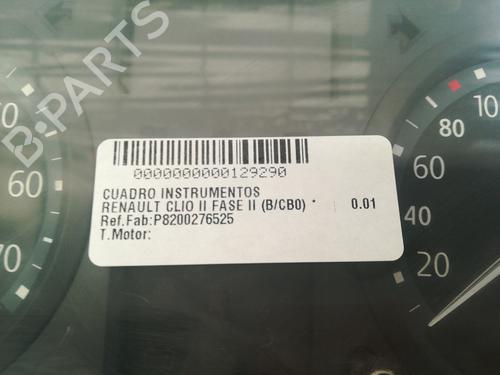 B-PARTS
0000000000129290
CUADRO INSTRUMENTOS
RENAULT CLIO II FASE II (B/CB0) * 0.01
Ref.Fab:P8200276525
T.Motor:
60
70
100
80
60
40
20